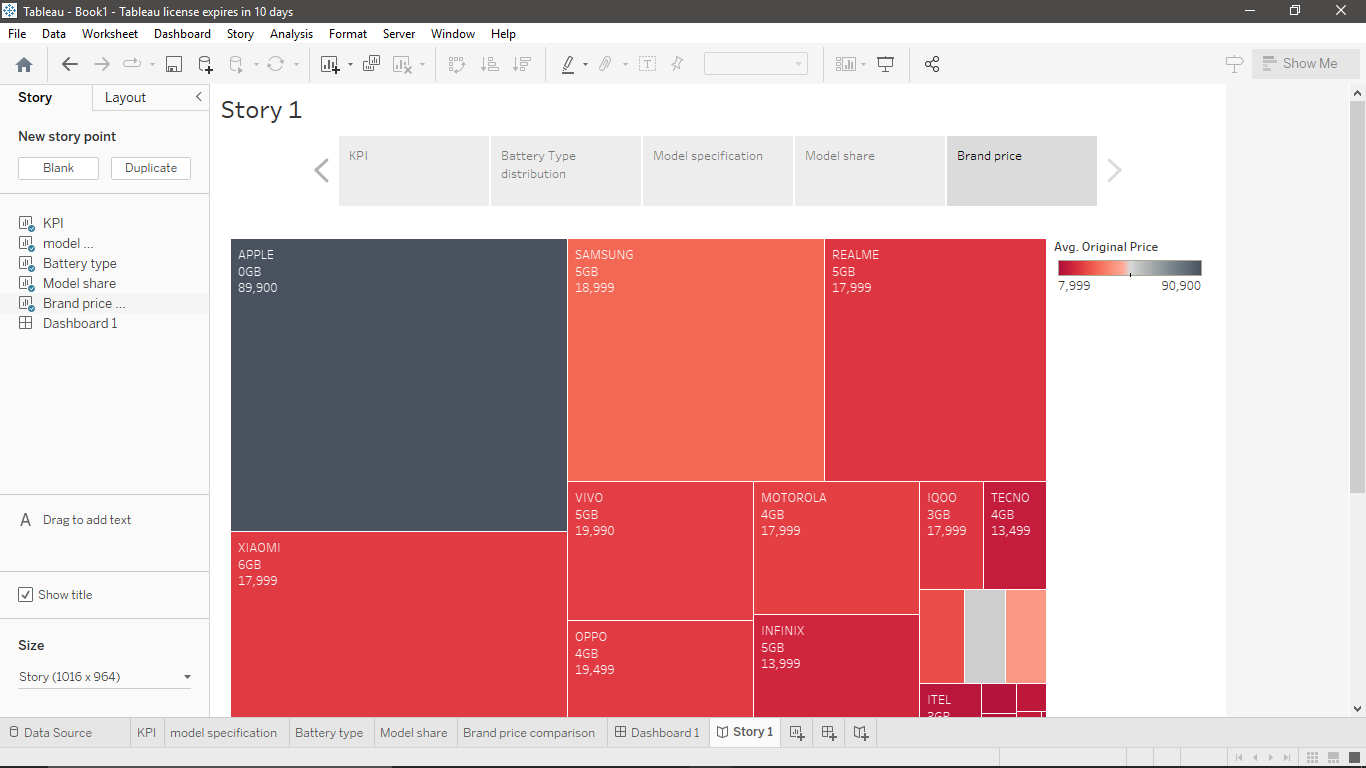 Tableau - Book1 - Tableau license expires in 10 days
File Data Worksheet Dashboard Story Analysis Format Server Window Help
Show Me
Story Layout
New story point
Blank Duplicate
KPI
model ...
Battery type
Model share
Brand price ...
Dashboard 1
A Drag to add text
Show title
Size
Story (1016 x 964)
Story 1
KPI
Battery Type
distribution
Model specification
Model share
Brand price
APPLE
0GB
89,900
SAMSUNG
5GB
18,999
REALME
5GB
17,999
XIAOMI
6GB
17,999
VIVO
5GB
19,990
MOTOROLA
4GB
17,999
IQOO
3GB
17,999
TECNO
4GB
13,499
OPPO
4GB
19,499
INFINIX
5GB
13,999
ITEL
3GB
Avg. Original Price
7,999 90,900
Data Source KPI model specification Battery type Model share Brand price comparison Dashboard 1 Story 1